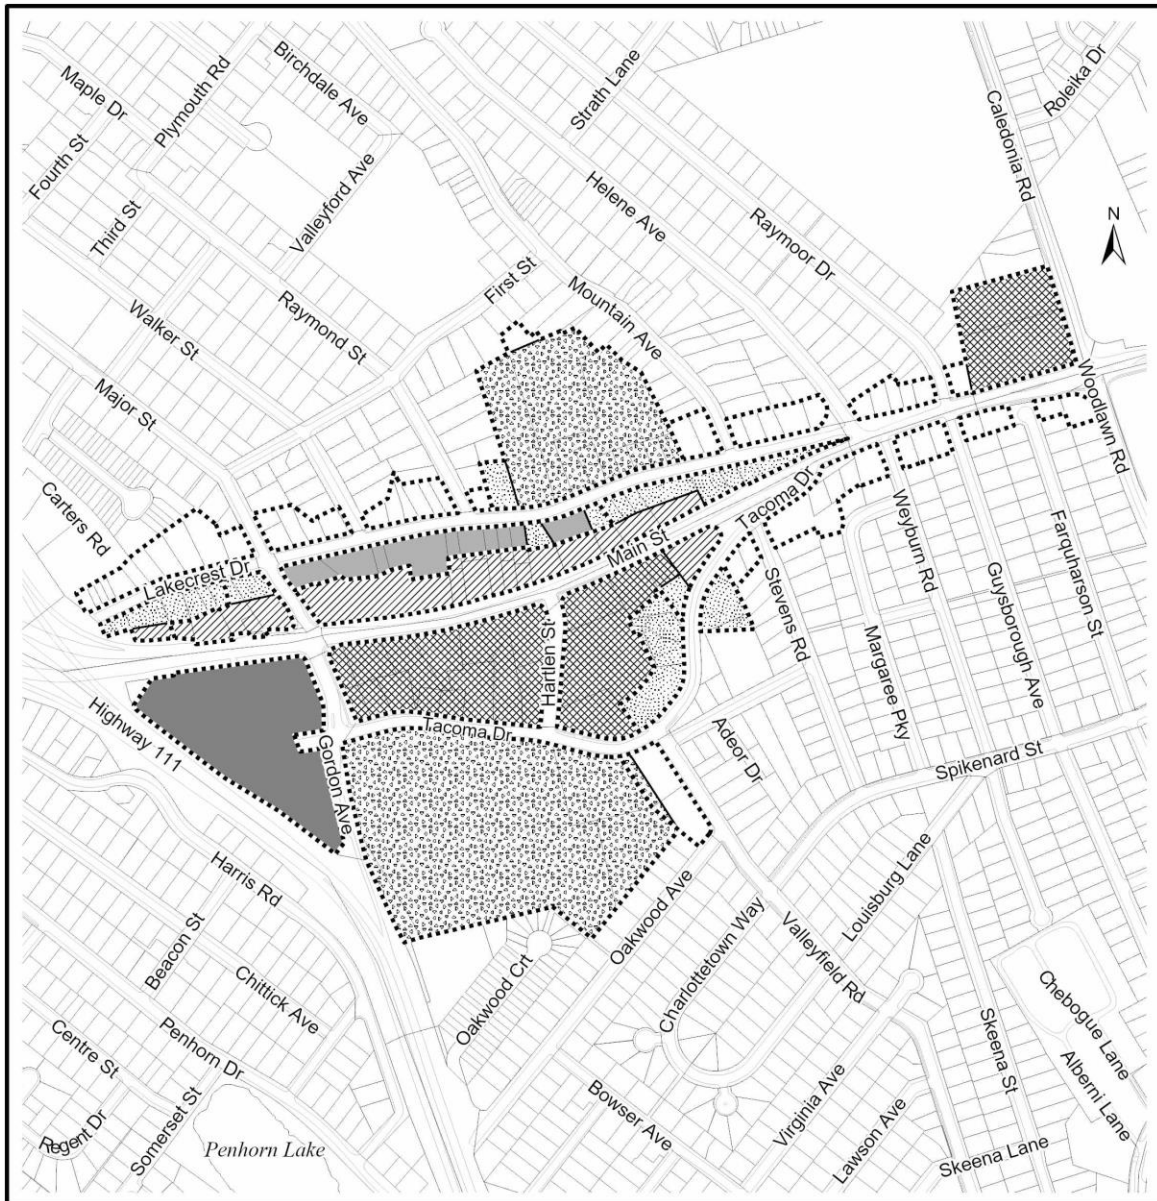 Birchdale Ave
Plymouth Rd
Maple Dr
Strath Lane
Roleika Dr
Caledonia Rd
Fourth St
Third St
Valleyford Ave
Helene Ave
Raymoor Dr
N
First St
Mountain Ave
Raymond St
Walker St
Major St
Woodlawn Rd
Carters Rd
Lakecrest Dr
Main St
Tacoma Dr
Weyburn Rd
Farquharson St
Guysborough Ave
Stevens Rd
Margaree Pky
Hartlen St
Highway 111
Gordon Ave
Tacoma Dr
Adeor Dr
Spikenard St
Harris Rd
Beacon St
Chittick Ave
Oakwood Ave
Louisburg Lane
Charlottetown Way
Valleyfield Rd
Oakwood Crt
Chebogue Lane
Centre St
Penhorn Dr
Skeena St
Alberni Lane
Regent Dr
Somerset St
Penhorn Lake
Bowser Ave
Virginia Ave
Lawson Ave
Skeena Lane